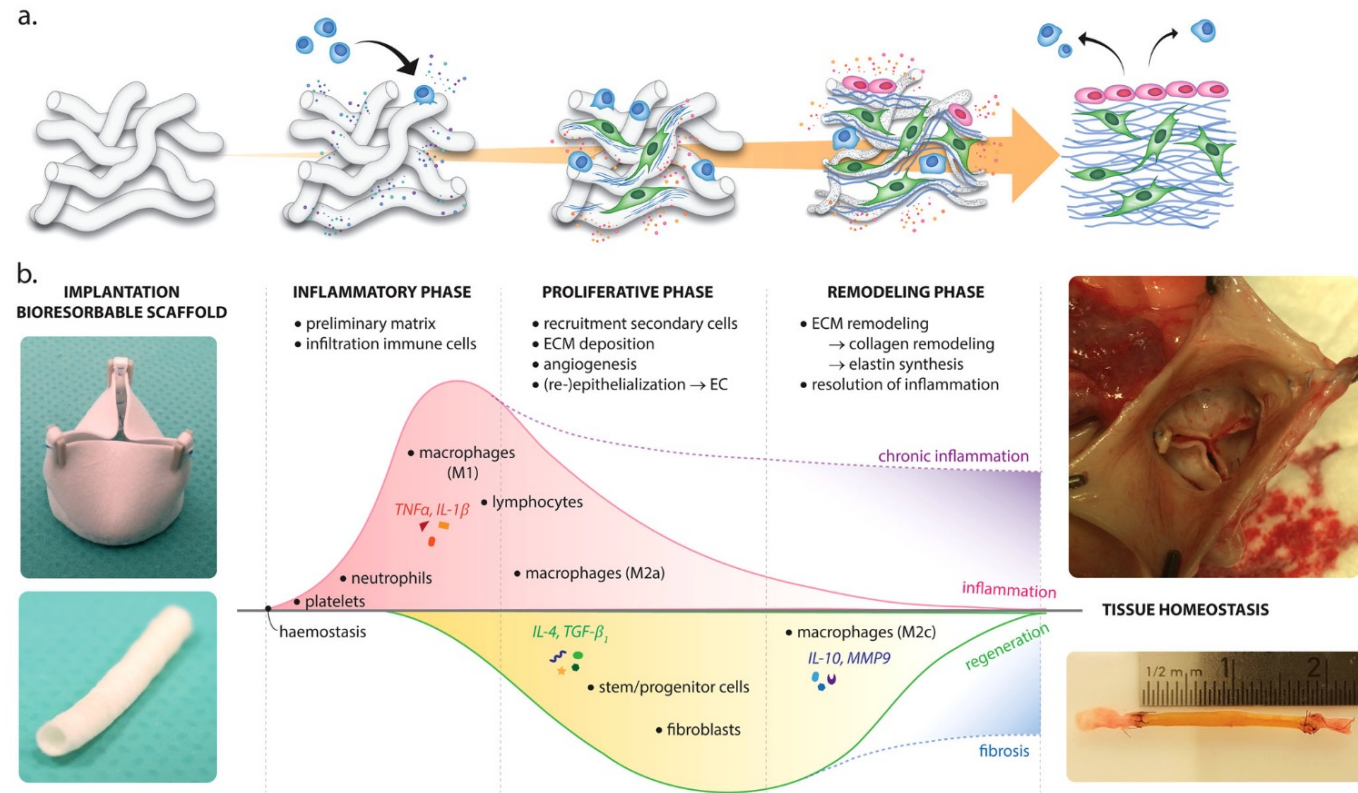 a.
b.
IMPLANTATION
BIORESORBABLE SCAFFOLD
INFLAMMATORY PHASE
• preliminary matrix
• infiltration immune cells
PROLIFERATIVE PHASE
• recruitment secondary cells
• ECM deposition
• angiogenesis
• (re-)epithelialization → EC
REMODELING PHASE
• ECM remodeling
→ collagen remodeling
→ elastin synthesis
• resolution of inflammation
• macrophages
(M1)
• lymphocytes
TNFα, IL-1β
• neutrophils
• platelets
haemostasis
• macrophages (M2a)
chronic inflammation
inflammation
IL-4, TGF-β₁
• stem/progenitor cells
• fibroblasts
• macrophages (M2c)
IL-10, MMP9
regeneration
fibrosis
TISSUE HOMEOSTASIS
1/2 m m 1 2